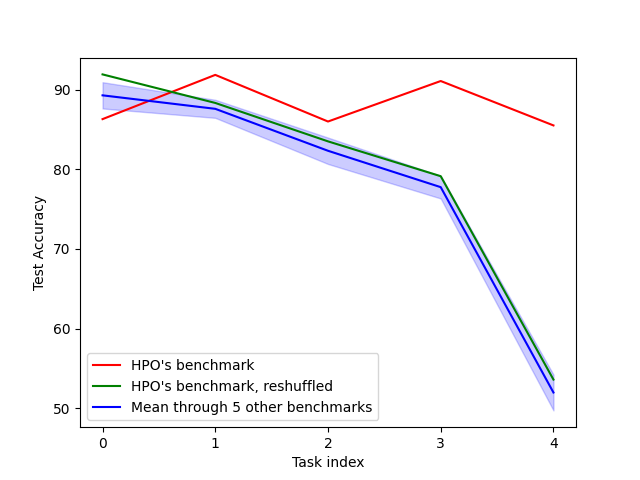 90
80
70
60
50
Test Accuracy
HPO's benchmark
HPO's benchmark, reshuffled
Mean through 5 other benchmarks
0 1 2 3 4
Task index